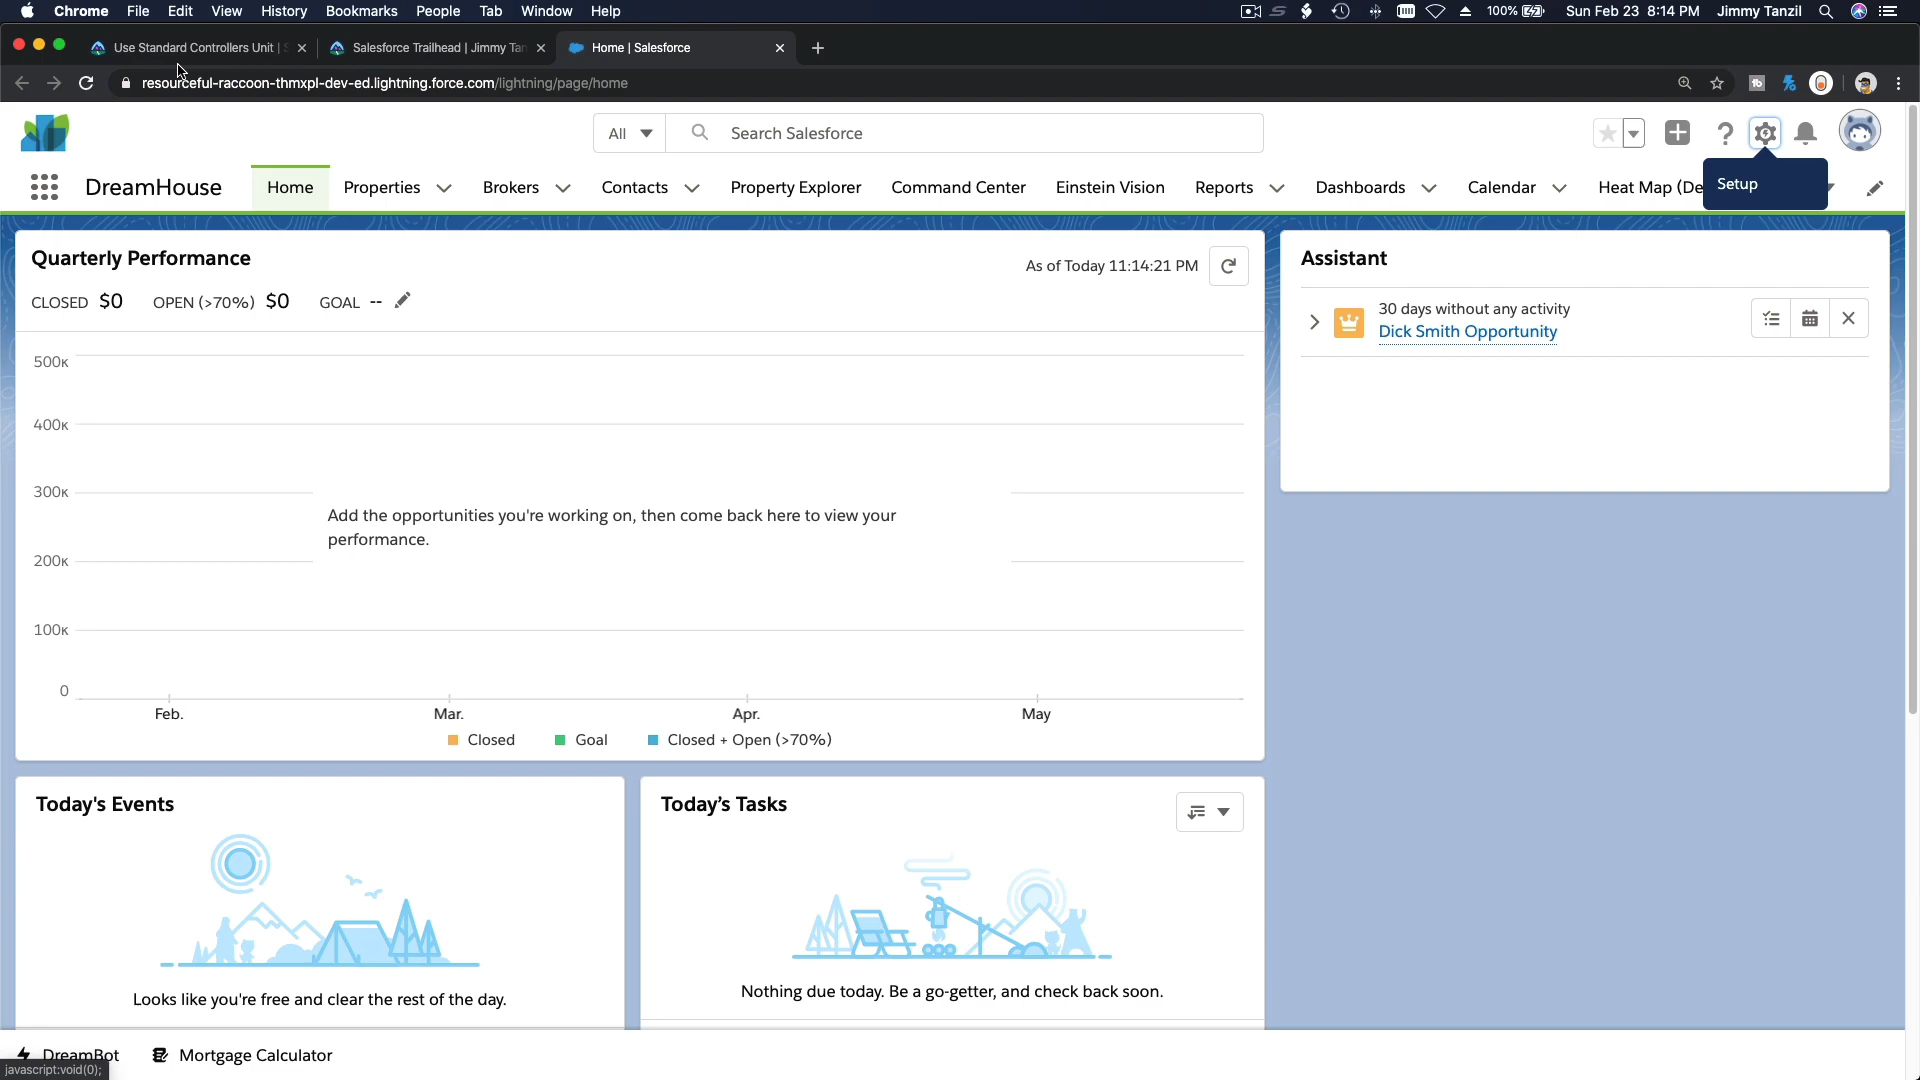 Chrome File Edit View History Bookmarks People Tab Window Help 100% Sun Feb 23 8:14 PM Jimmy Tanzil
Use Standard Controllers Unit | S Salesforce Trailhead | Jimmy Tan Home | Salesforce
resourceful-raccoon-thmxpl-dev-ed.lightning.force.com/lightning/page/home
All Search Salesforce
DreamHouse Home Properties Brokers Contacts Property Explorer Command Center Einstein Vision Reports Dashboards Calendar Heat Map (De Setup
Quarterly Performance
As of Today 11:14:21 PM
CLOSED $0 OPEN (>70%) $0 GOAL --
500K
400K
300K
Add the opportunities you're working on, then come back here to view your
performance.
200K
100K
0
Feb. Mar. Apr. May
Closed Goal Closed + Open (>70%)
Assistant
30 days without any activity
Dick Smith Opportunity
Today's Events
Looks like you're free and clear the rest of the day.
Today's Tasks
Nothing due today. Be a go-getter, and check back soon.
DreamBot Mortgage Calculator
javascript:void(0);